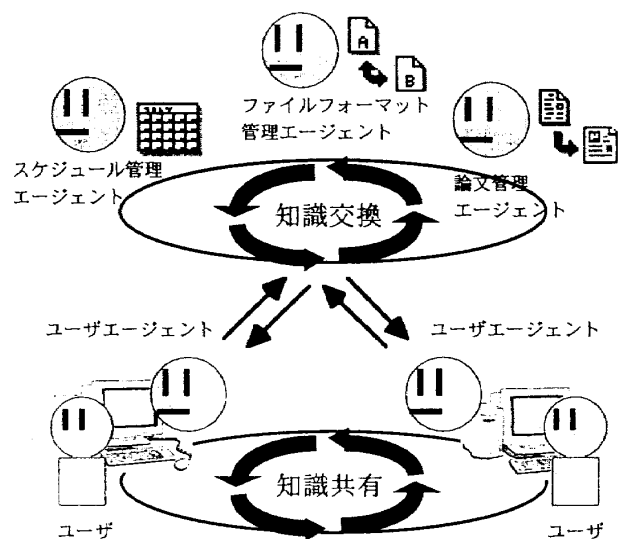 A
B
ファイルフォーマット
管理エージェント
スケジュール管理
エージェント
論文管理
エージェント
知識交換
ユーザエージェント
ユーザエージェント
知識共有
ユーザ
ユーザ